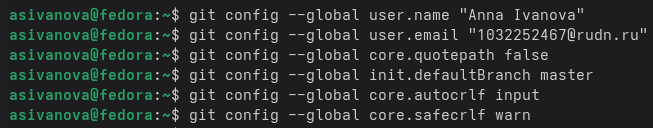 asivanova@fedora:~$ git config --global user.name "Anna Ivanova"
asivanova@fedora:~$ git config --global user.email "1032252467@rudn.ru"
asivanova@fedora:~$ git config --global core.quotepath false
asivanova@fedora:~$ git config --global init.defaultBranch master
asivanova@fedora:~$ git config --global core.autocrlf input
asivanova@fedora:~$ git config --global core.safecrlf warn